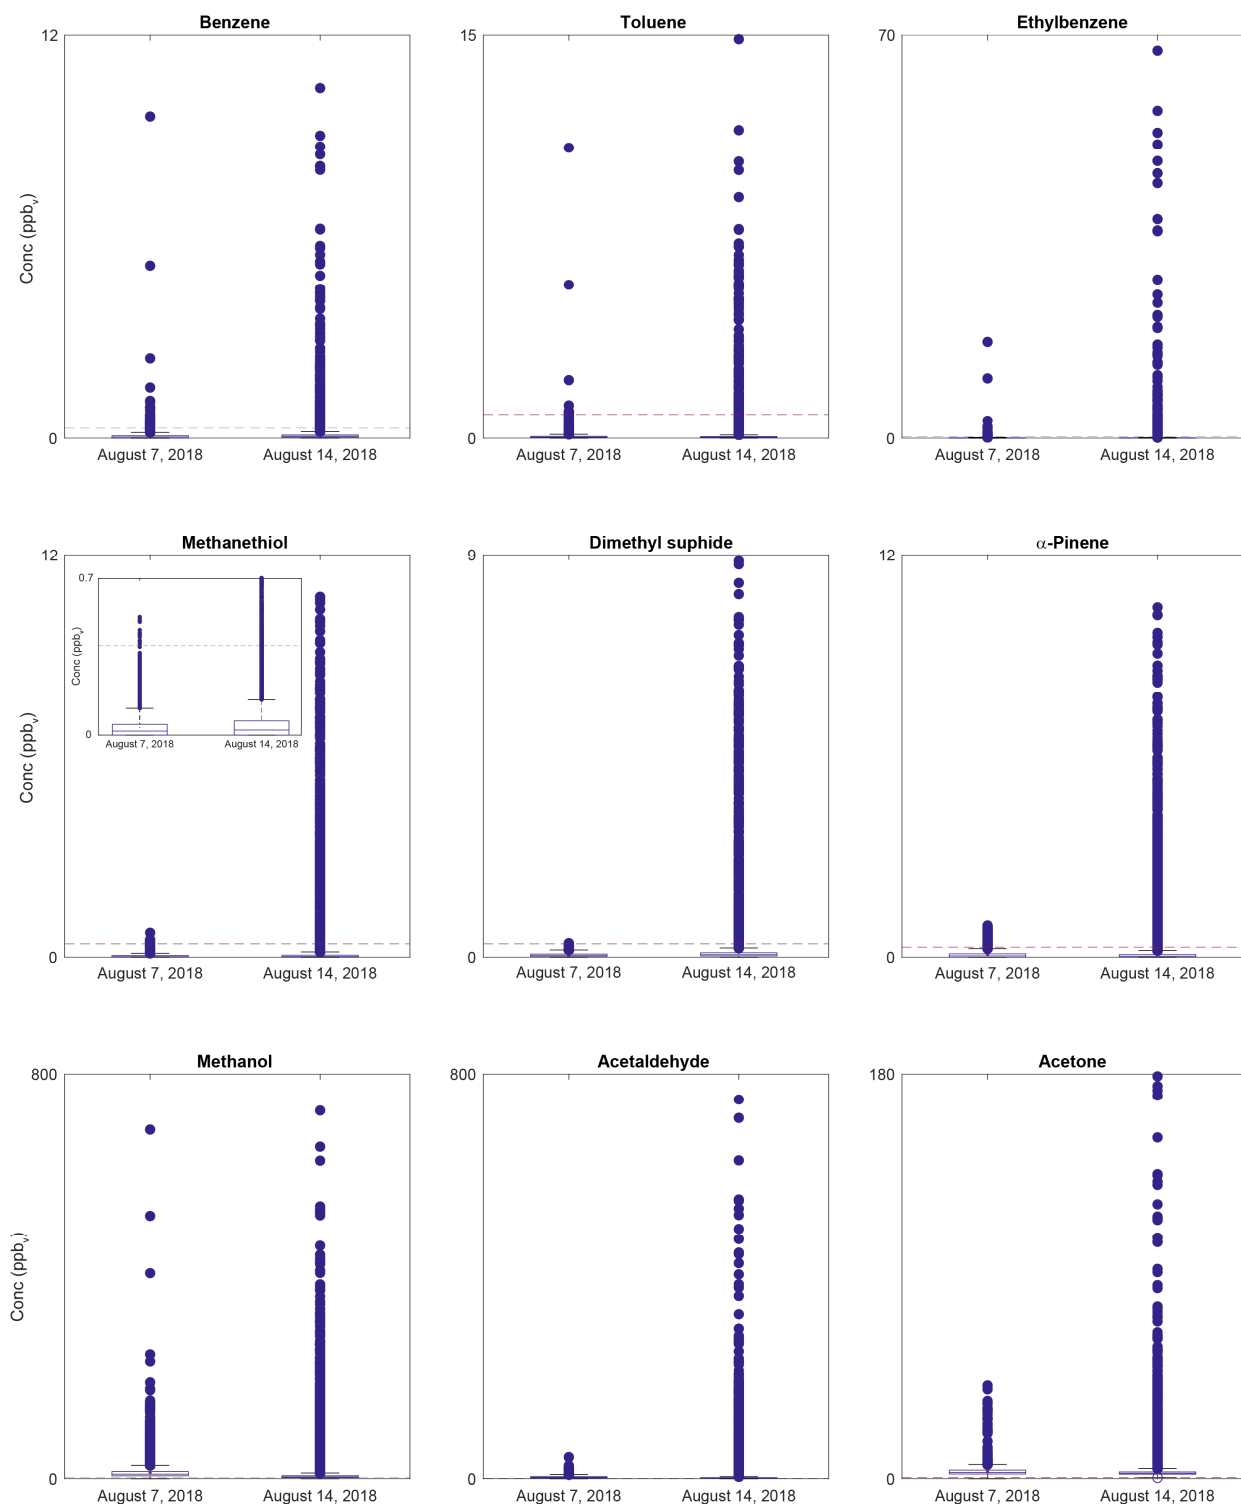 Benzene
12
Conc (ppbv)
0
August 7, 2018 August 14, 2018
Toluene
15
0
August 7, 2018 August 14, 2018
Ethylbenzene
70
0
August 7, 2018 August 14, 2018
Methanethiol
12
Conc (ppbv)
0
August 7, 2018 August 14, 2018
0.7
Conc (ppbv)
0
August 7, 2018 August 14, 2018
Dimethyl suphide
9
0
August 7, 2018 August 14, 2018
α-Pinene
12
0
August 7, 2018 August 14, 2018
Methanol
800
Conc (ppbv)
0
August 7, 2018 August 14, 2018
Acetaldehyde
800
0
August 7, 2018 August 14, 2018
Acetone
180
0
August 7, 2018 August 14, 2018